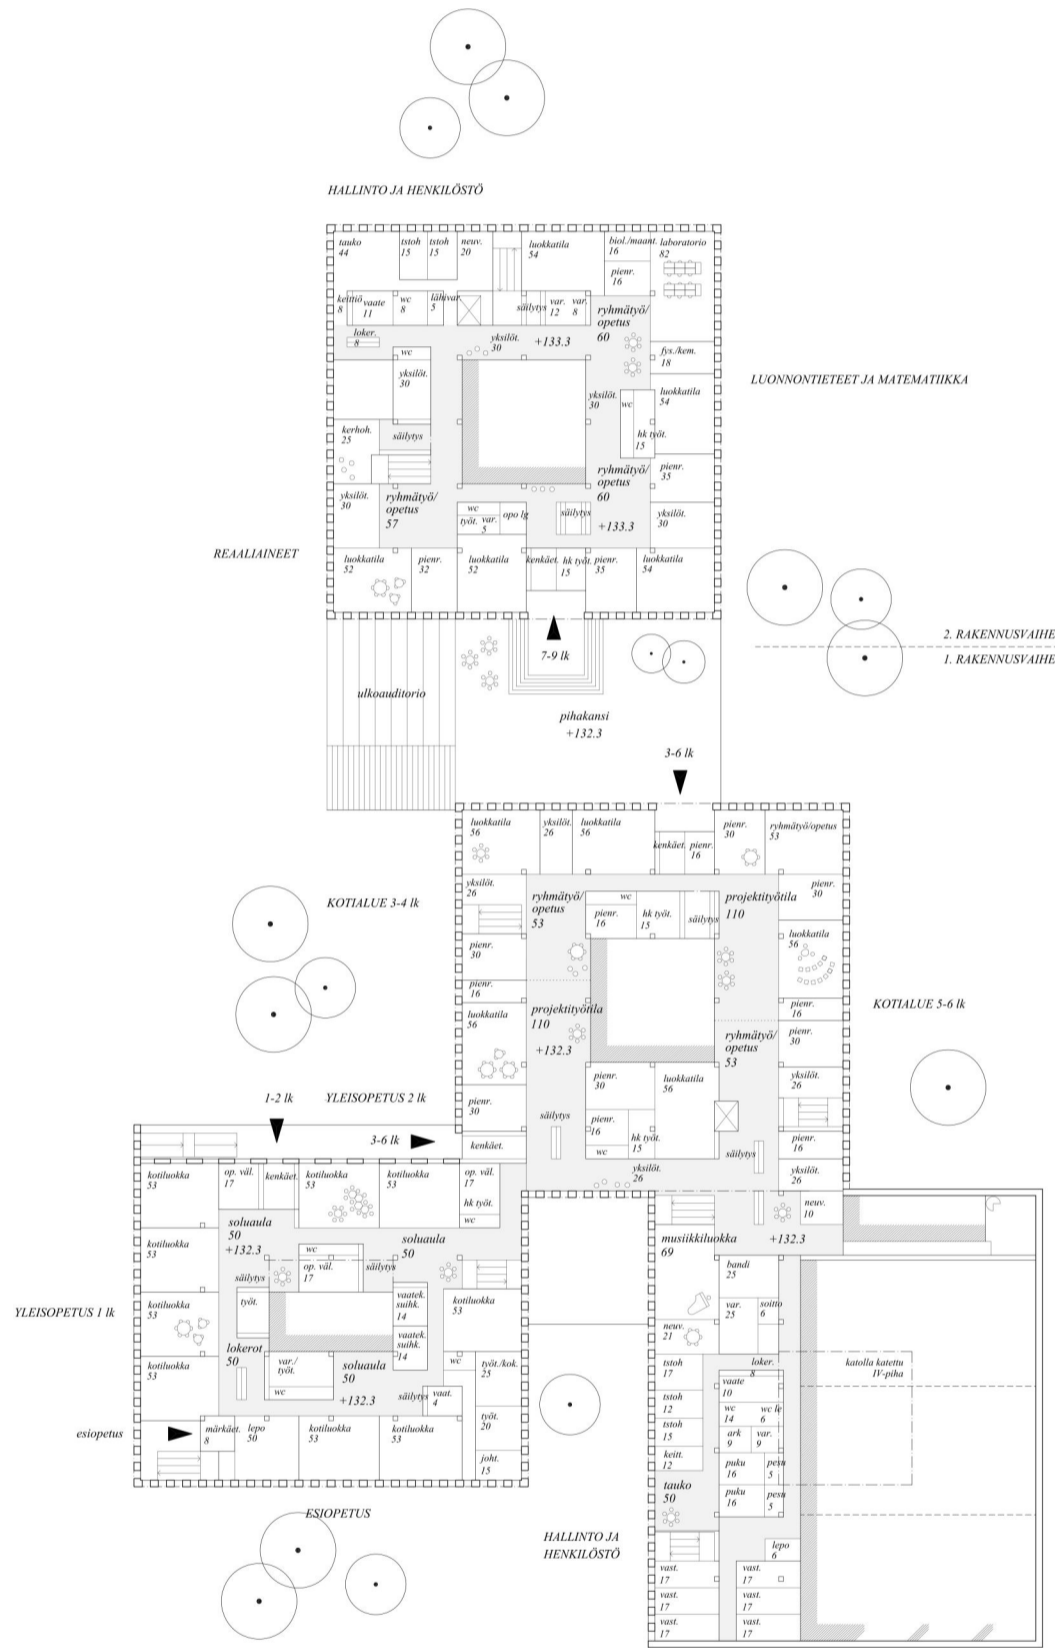 HALLINTO JA HENKILÖSTÖ
tauko
44
tstoh
15
tstoh
15
neuv.
20
luokkatila
54
biol./maant.
16
laboratorio
82
pienr.
16
keittiö
8
vaate
11
wc
8
lähivar.
5
säilytys
var.
12
var.
8
ryhmätyö/
opetus
60
loker.
8
yksilöt.
30
+133.3
wc
yksilöt.
30
fys./kem.
18
LUONNONTIETEET JA MATEMATIIKKA
yksilöt.
30
wc
luokkatila
54
kerhoh.
25
säilytys
hk työt.
15
ryhmätyö/
opetus
60
pienr.
35
yksilöt.
30
ryhmätyö/
opetus
57
wc
työt.
var.
5
opo lg
säilytys
+133.3
yksilöt.
30
REAALIAINEET
luokkatila
52
pienr.
32
luokkatila
52
kenkäet.
hk työt.
15
pienr.
35
luokkatila
54
7-9 lk
2. RAKENNUSVAIHE
1. RAKENNUSVAIHE
ulkoauditorio
pihakansi
+132.3
3-6 lk
luokkatila
56
yksilöt.
26
luokkatila
56
kenkäet.
pienr.
16
pienr.
30
ryhmätyö/opetus
53
yksilöt.
26
KOTIALUE 3-4 lk
ryhmätyö/
opetus
53
wc
pienr.
16
hk työt.
15
säilytys
projektityötila
110
pienr.
30
pienr.
30
luokkatila
56
pienr.
16
projektityötila
110
+132.3
luokkatila
56
pienr.
16
KOTIALUE 5-6 lk
ryhmätyö/
opetus
53
pienr.
30
pienr.
30
luokkatila
56
yksilöt.
26
pienr.
30
säilytys
pienr.
16
wc
hk työt.
15
1-2 lk
YLEISOPETUS 2 lk
3-6 lk
kenkäet.
säilytys
pienr.
16
yksilöt.
26
yksilöt.
26
kotiluokka
53
op. väl.
17
kenkäet.
kotiluokka
53
kotiluokka
53
op. väl.
17
hk työt.
wc
neuv.
10
musiikkiluokka
69
+132.3
soluaula
50
+132.3
soluaula
50
kotiluokka
53
wc
op. väl.
17
säilytys
säilytys
bandi
25
YLEISOPETUS 1 lk
kotiluokka
53
työt.
vaatek.
suihk.
14
kotiluokka
53
var.
25
soitto
6
vaatek.
suihk.
14
neuv.
21
lokerot
50
kotiluokka
53
var./
työt.
wc
soluaula
50
+132.3
wc
työt./kok.
25
säilytys
vaat.
4
tstoh
17
loker.
8
katolla katettu
IV-piha
vaate
10
tstoh
12
wc
14
wc le
6
esiopetus
märkäet.
8
lepo
50
kotiluokka
53
kotiluokka
53
työt.
20
joht.
15
tstoh
15
ark
9
var.
9
keitt.
12
puku
16
pesu
5
tauko
50
puku
16
pesu
5
ESIOPETUS
HALLINTO JA
HENKILÖSTÖ
lepo
6
vast.
17
vast.
17
vast.
17
vast.
17
vast.
17
vast.
17